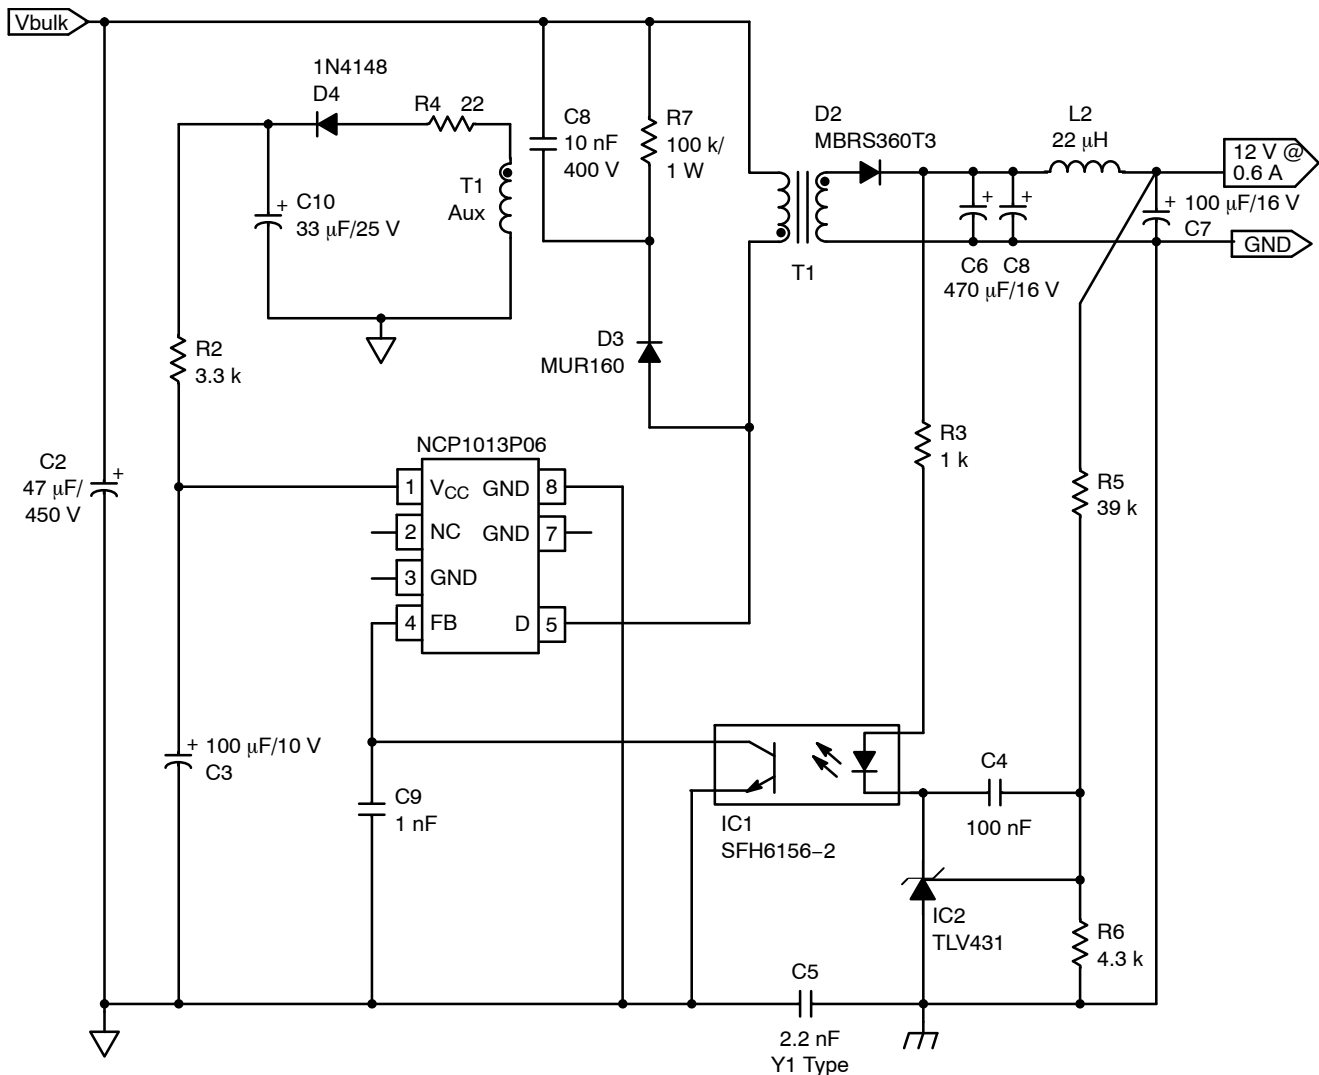 Vbulk
1N4148
D4
R4 22
C8
10 nF
400 V
R7
100 k/
1 W
D2
MBRS360T3
L2
22 μH
12 V @
0.6 A
T1
Aux
+ C10
33 μF/25 V
+
+
+ 100 μF/16 V
C7
GND
T1
C6 C8
470 μF/16 V
R2
3.3 k
D3
MUR160
NCP1013P06
R3
1 k
C2
47 μF/
450 V
+
1 VCC GND 8
2 NC GND 7
3 GND
4 FB D 5
R5
39 k
+ 100 μF/10 V
C3
C9
1 nF
IC1
SFH6156−2
C4
100 nF
IC2
TLV431
R6
4.3 k
C5
2.2 nF
Y1 Type